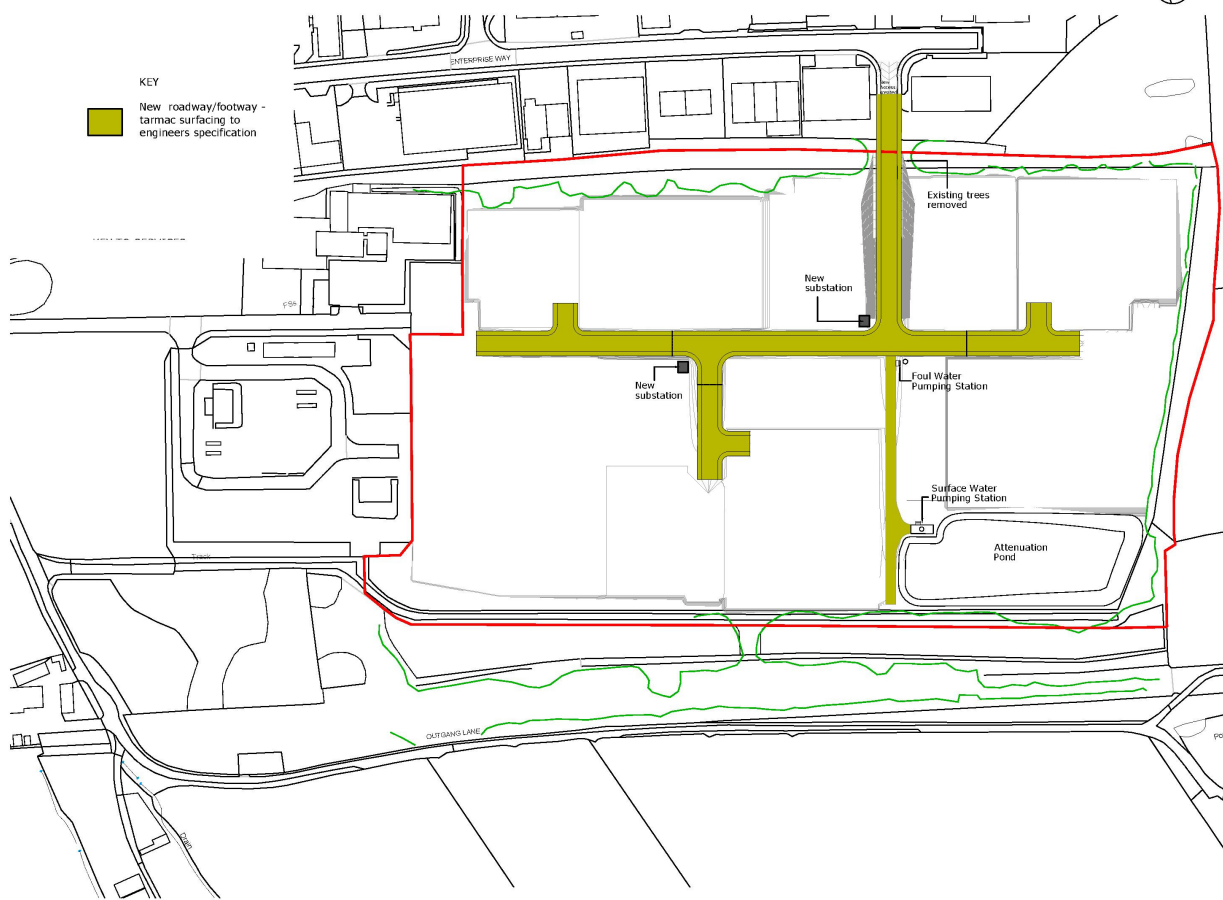 ENTERPRISE WAY
KEY
New roadway/footway -
tarmac surfacing to
engineers specification
Existing trees
removed
New
substation
Foul Water
Pumping Station
New
substation
Surface Water
Pumping Station
Attenuation
Pond
Track
OUTGANG LANE
Drain